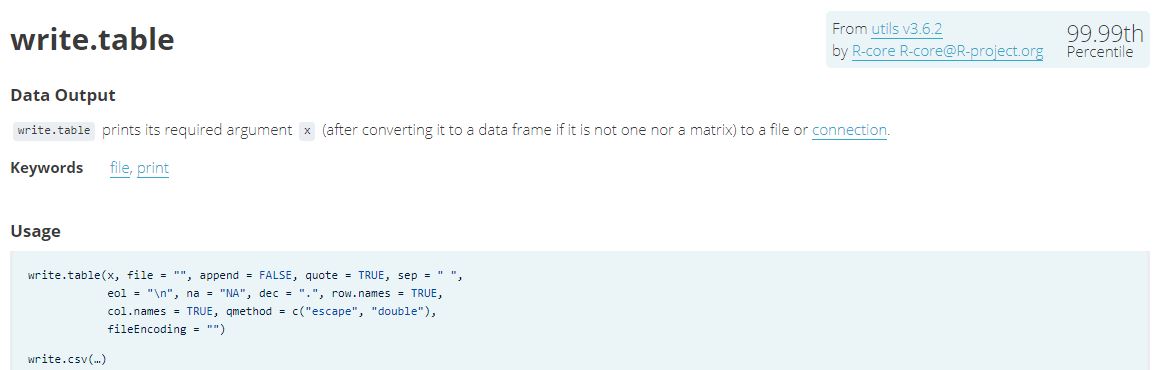 write.table
From utils v3.6.2
by R-core R-core@R-project.org
99.99th
Percentile
Data Output
write.table prints its required argument x (after converting it to a data frame if it is not one nor a matrix) to a file or connection.
Keywords file, print
Usage
write.table(x, file = "", append = FALSE, quote = TRUE, sep = " ",
eol = "\n", na = "NA", dec = ".", row.names = TRUE,
col.names = TRUE, qmethod = c("escape", "double"),
fileEncoding = "")
write.csv(…)